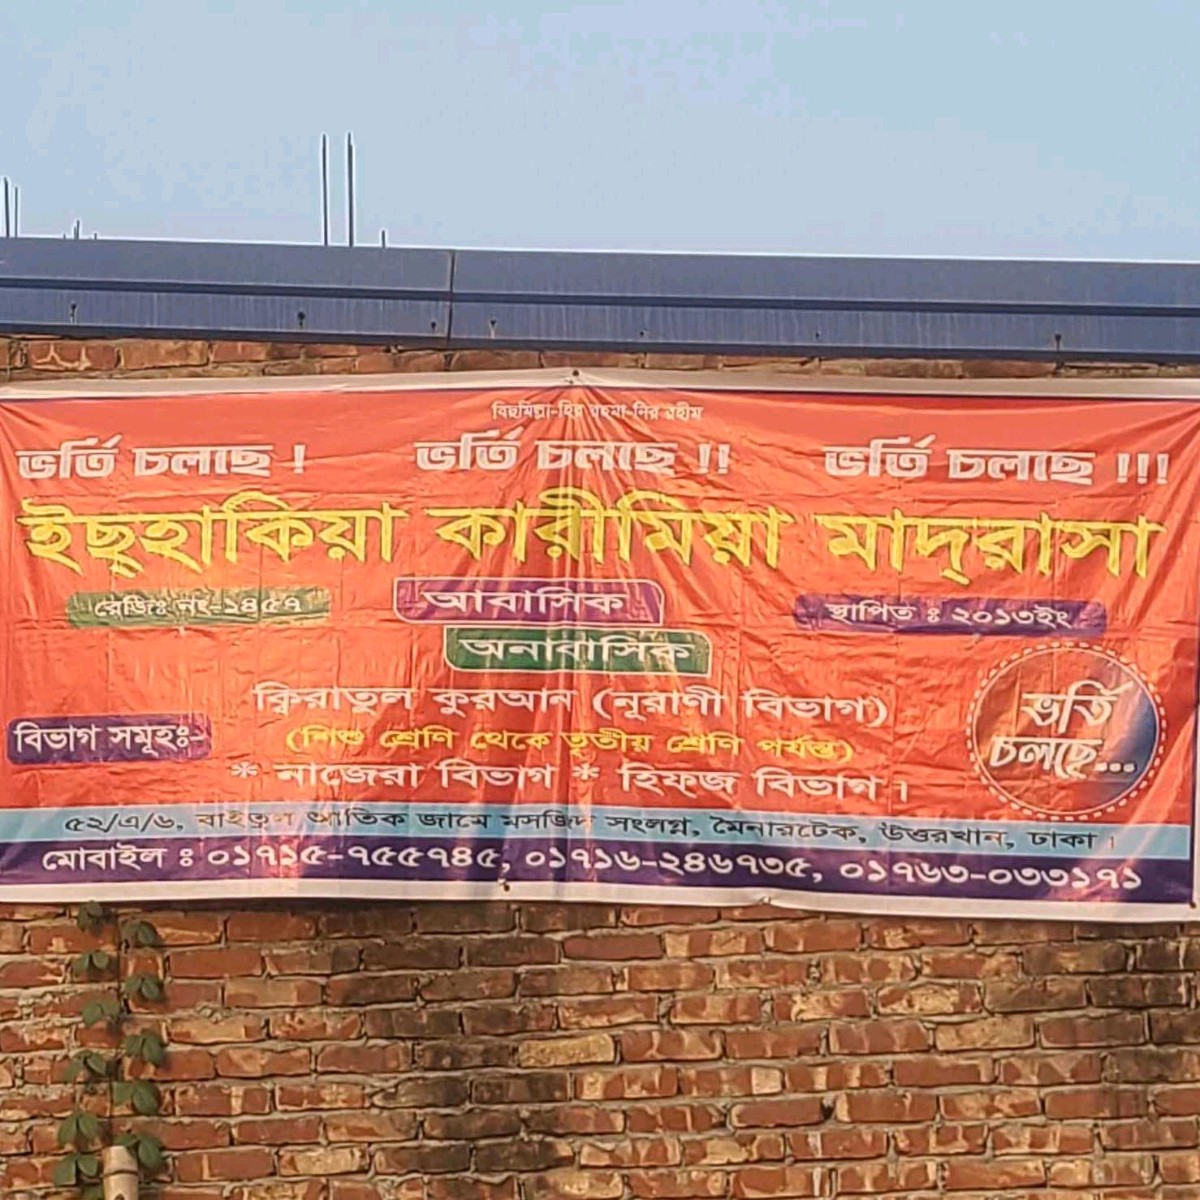 বিছমিল্লা-হির রহমা-নির রহীম
ভর্তি চলছে ! ভর্তি চলছে !! ভর্তি চলছে !!!
ইছ্হাকিয়া কারীমিয়া মাদ্‌রাসা
রেজিঃ নং-১৪৫৭ আবাসিক স্থাপিত : ২০১৩ইং
অনাবাসিক
ক্বিরাতুল কুরআন (নূরাণী বিভাগ)
বিভাগ সমূহঃ- (শিশু শ্রেণি থেকে তৃতীয় শ্রেণি পর্যন্ত)
* নাজেরা বিভাগ * হিফ্জ বিভাগ।
ভর্তি
চলছে...
৫২/এ/৬, বাইতুল আতিক জামে মসজিদ সংলগ্ন, মৈনারটেক, উত্তরখান, ঢাকা।
মোবাইল : ০১৭১৫-৭৫৫৭৪৫, ০১৭১৬-২৪৬৭৩৫, ০১৭৬৩-০৩৩১৭১